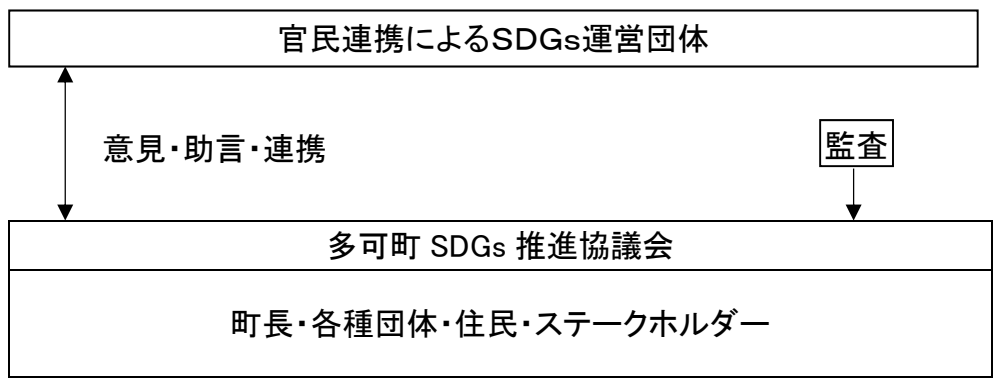 官民連携によるSDGs運営団体
意見・助言・連携
監査
多可町 SDGs 推進協議会
町長・各種団体・住民・ステークホルダー